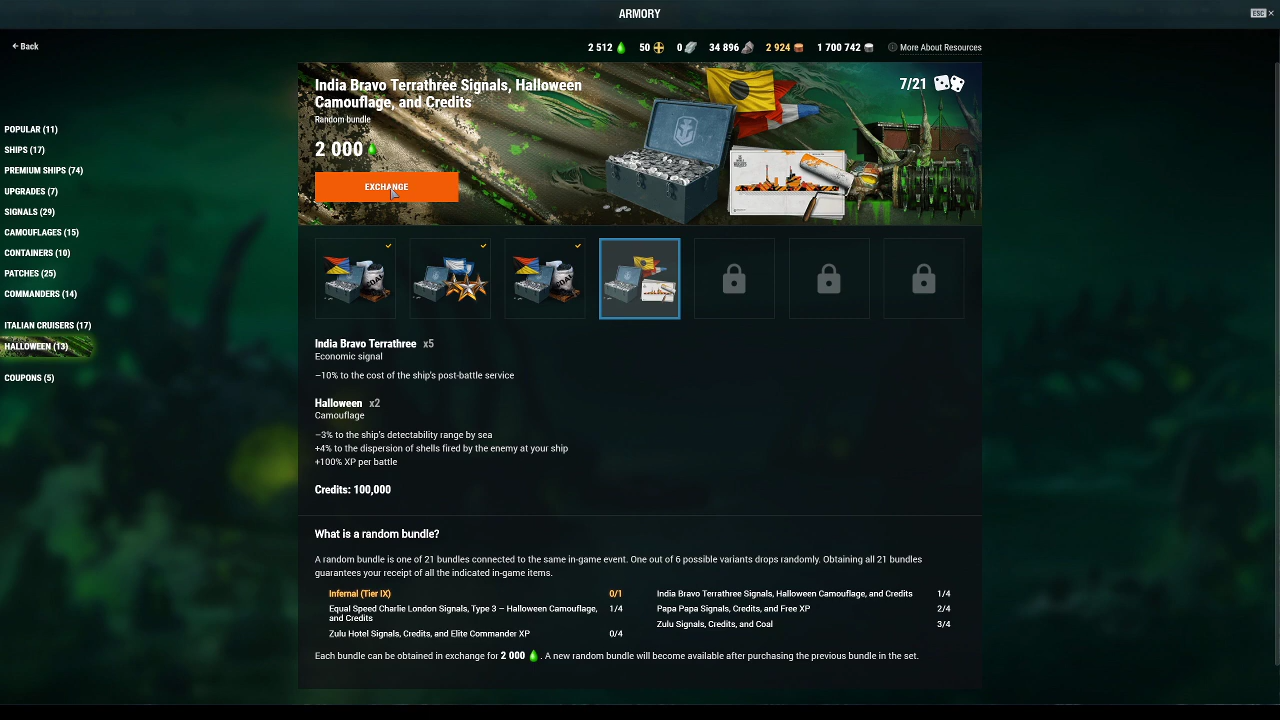 ARMORY
ESC ×
Back
2 512
50
0
34 896
2 924
1 700 742
More About Resources
India Bravo Terrathree Signals, Halloween
Camouflage, and Credits
7/21
Random bundle
2 000
EXCHANGE
POPULAR (11)
SHIPS (17)
PREMIUM SHIPS (74)
UPGRADES (7)
SIGNALS (29)
CAMOUFLAGES (15)
CONTAINERS (10)
PATCHES (25)
COMMANDERS (14)
ITALIAN CRUISERS (17)
HALLOWEEN (13)
COUPONS (5)
India Bravo Terrathree x5
Economic signal
−10% to the cost of the ship's post-battle service
Halloween x2
Camouflage
−3% to the ship's detectability range by sea
+4% to the dispersion of shells fired by the enemy at your ship
+100% XP per battle
Credits: 100,000
What is a random bundle?
A random bundle is one of 21 bundles connected to the same in-game event. One out of 6 possible variants drops randomly. Obtaining all 21 bundles
guarantees your receipt of all the indicated in-game items.
Infernal (Tier IX) 0/1
Equal Speed Charlie London Signals, Type 3 – Halloween Camouflage, 1/4
and Credits
Zulu Hotel Signals, Credits, and Elite Commander XP 0/4
India Bravo Terrathree Signals, Halloween Camouflage, and Credits 1/4
Papa Papa Signals, Credits, and Free XP 2/4
Zulu Signals, Credits, and Coal 3/4
Each bundle can be obtained in exchange for 2 000 . A new random bundle will become available after purchasing the previous bundle in the set.